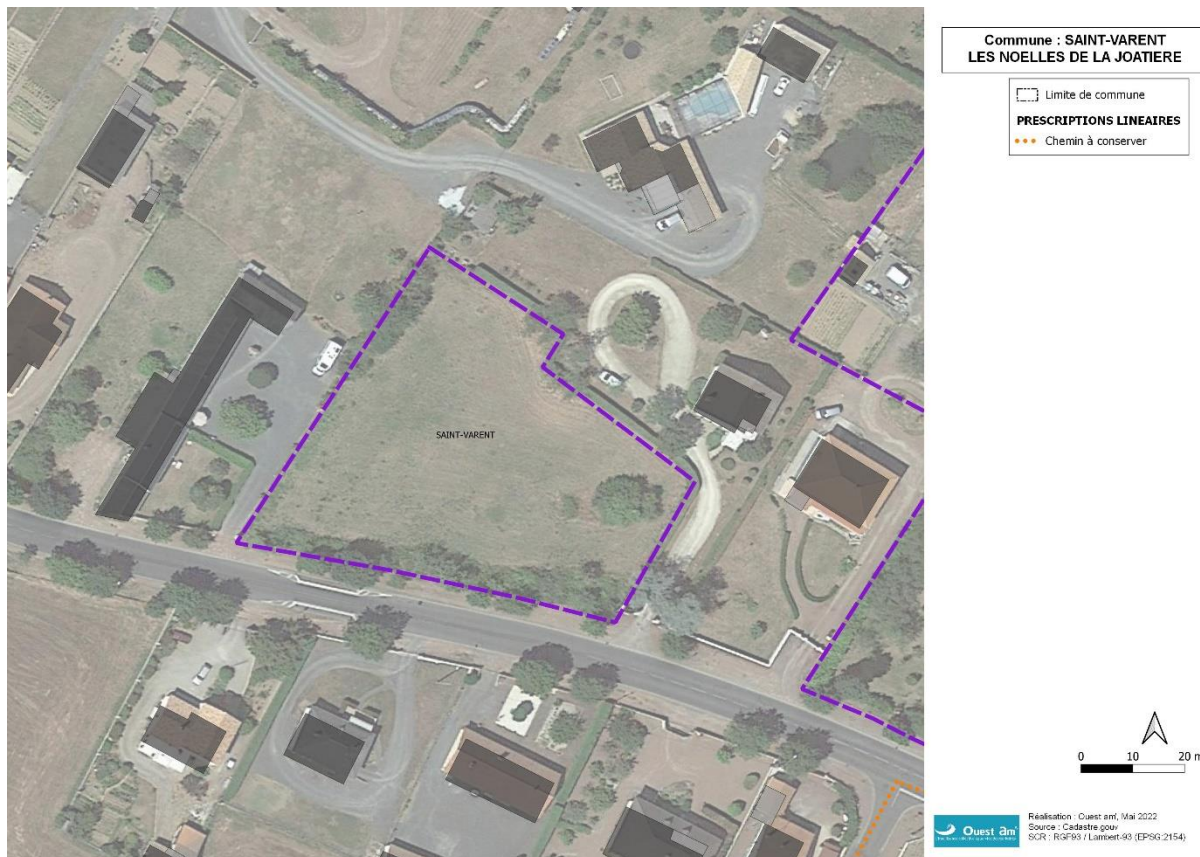 Commune : SAINT-VARENT
LES NOELLES DE LA JOATIERE
Limite de commune
PRESCRIPTIONS LINEAIRES
Chemin à conserver
SAINT-VARENT
0 10 20 m
Ouest am'
Réalisation : Ouest am', Mai 2022
Source : Cadastre.gouv
SCR : RGF93 / Lambert-93 (EPSG:2154)